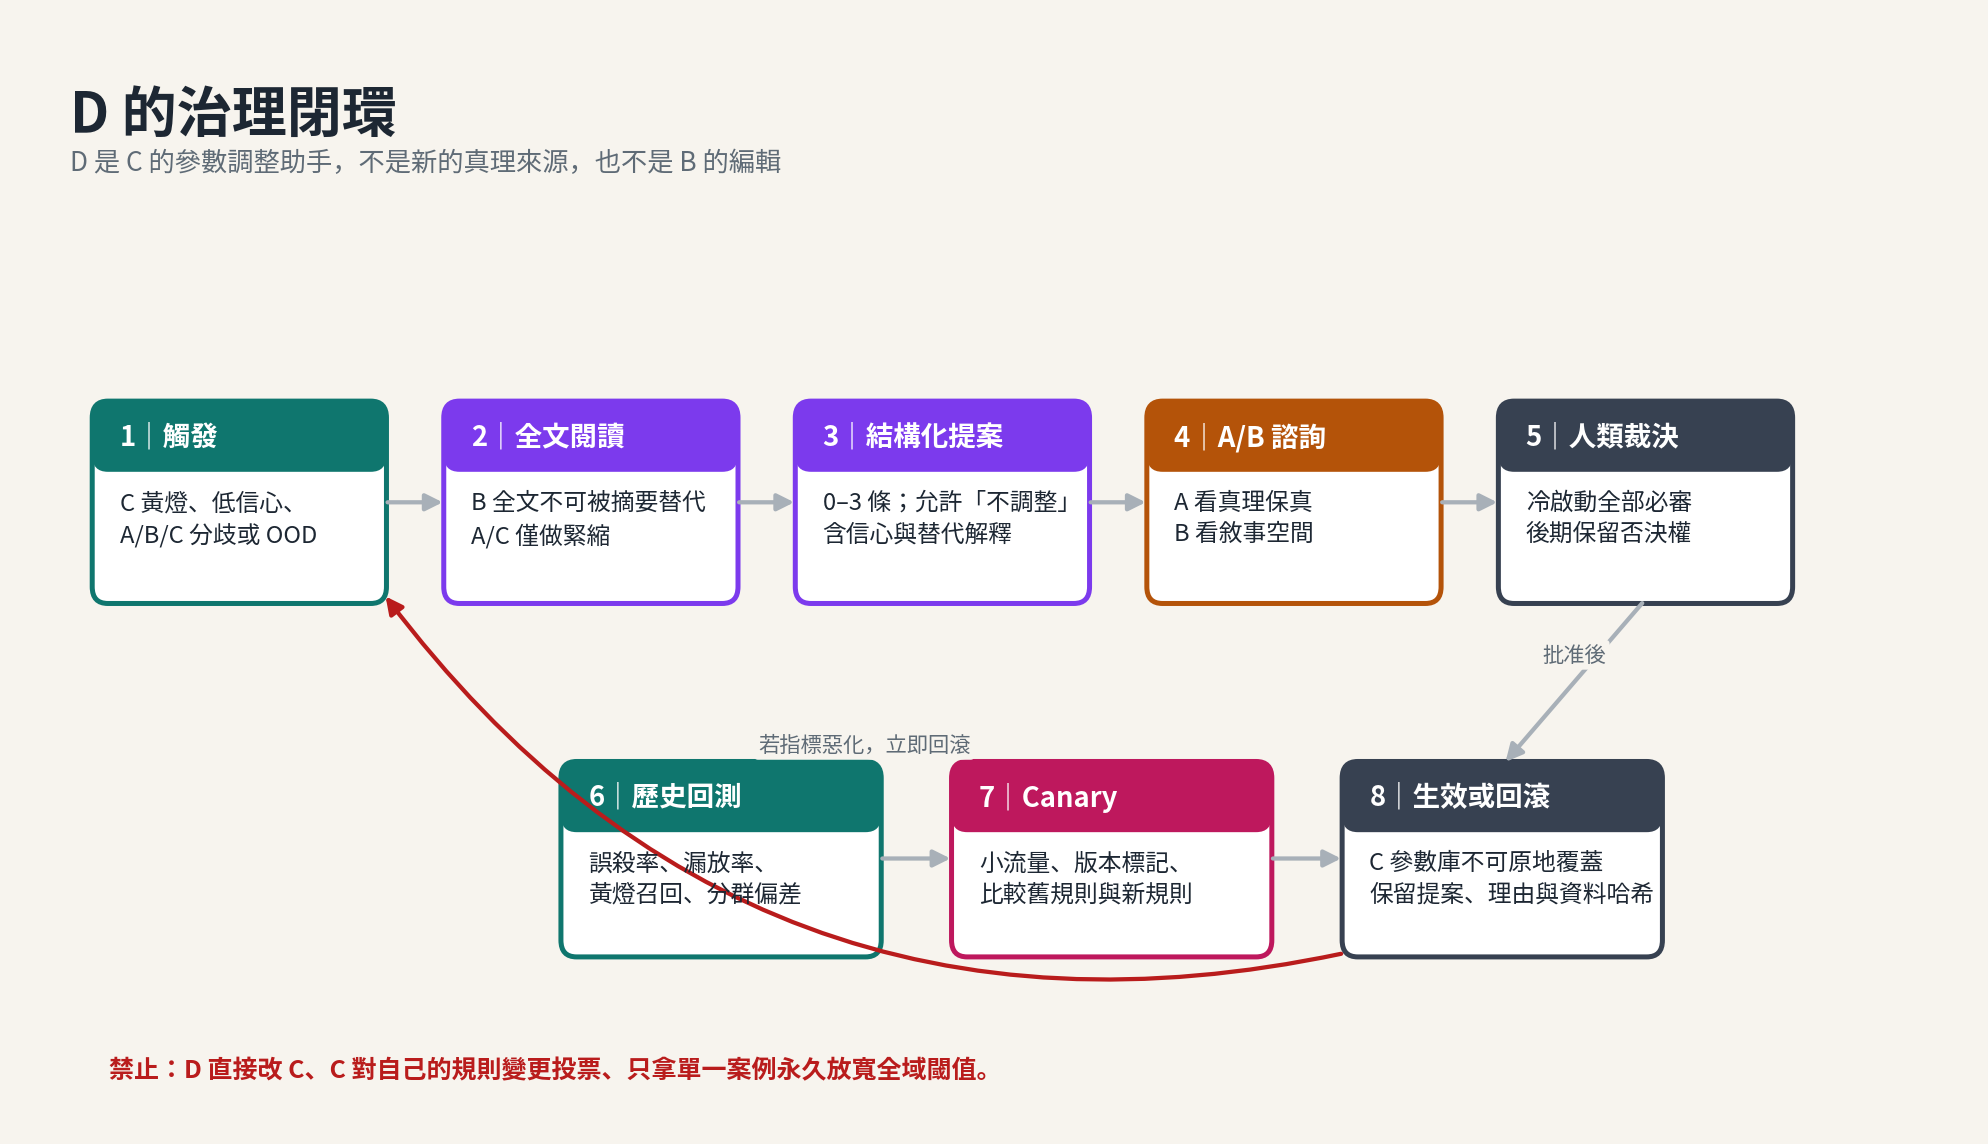 D 的治理閉環
D 是 C 的參數調整助手，不是新的真理來源，也不是 B 的編輯
1｜觸發
C 黃燈、低信心、
A/B/C 分歧或 OOD
2｜全文閱讀
B 全文不可被摘要替代
A/C 僅做緊縮
3｜結構化提案
0–3 條；允許「不調整」
含信心與替代解釋
4｜A/B 諮詢
A 看真理保真
B 看敘事空間
5｜人類裁決
冷啟動全部必審
後期保留否決權
批准後
若指標惡化，立即回滾
6｜歷史回測
誤殺率、漏放率、
黃燈召回、分群偏差
7｜Canary
小流量、版本標記、
比較舊規則與新規則
8｜生效或回滾
C 參數庫不可原地覆蓋
保留提案、理由與資料哈希
禁止：D 直接改 C、C 對自己的規則變更投票、只拿單一案例永久放寬全域閾值。